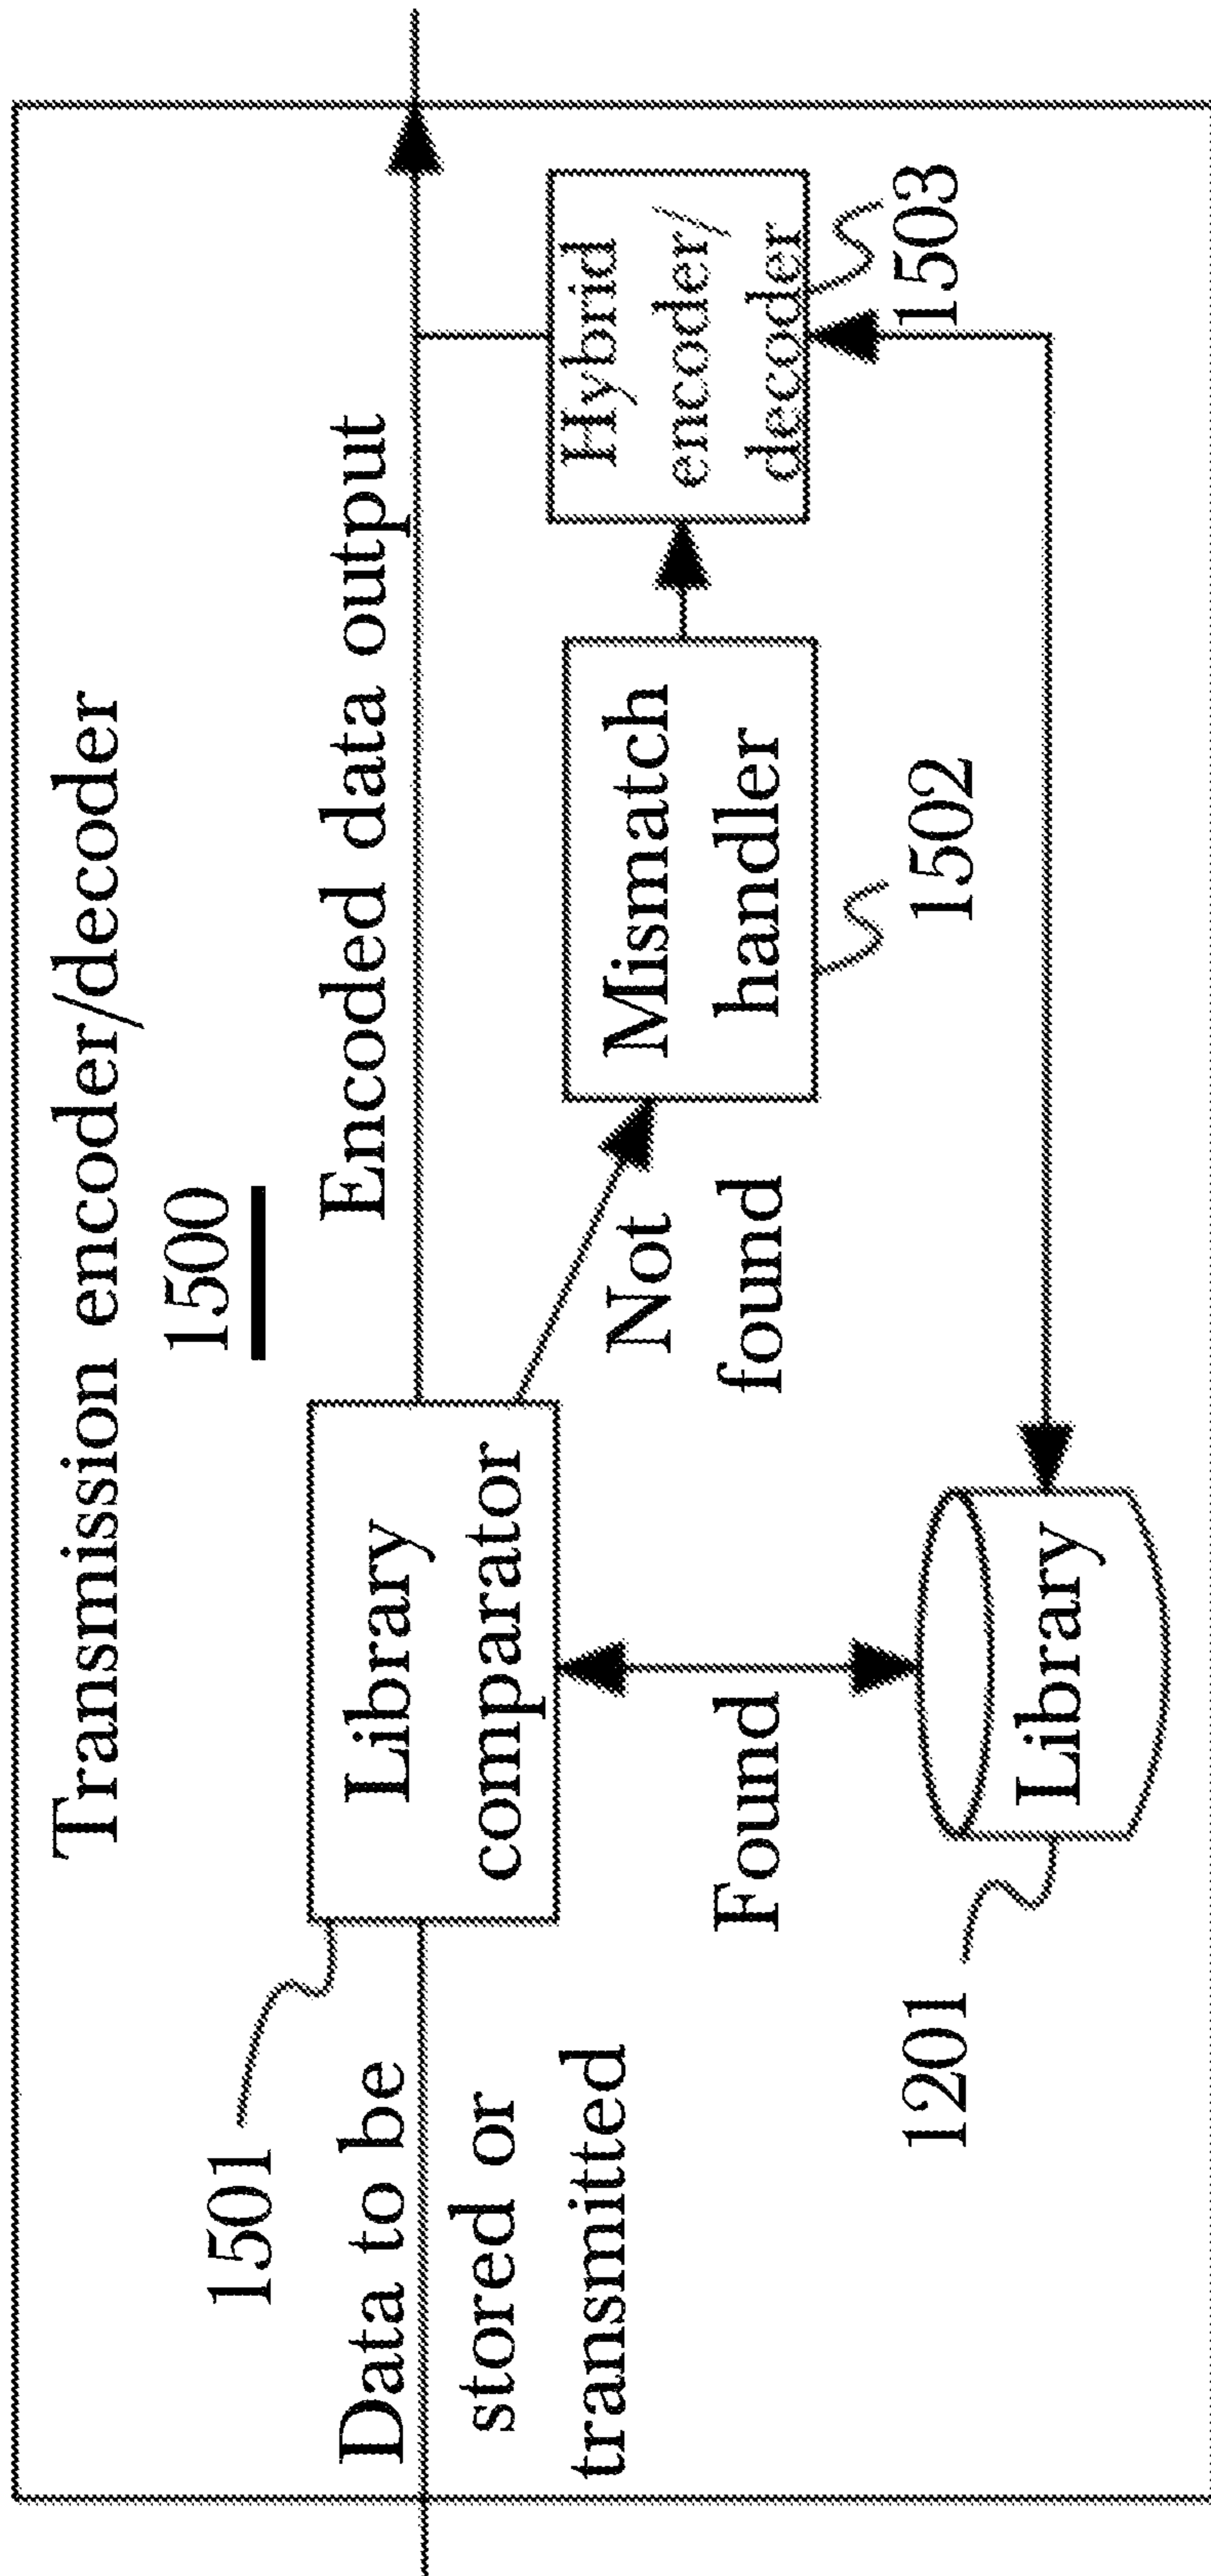 Transmission encoder/decoder
1500
1501
Data to be
stored or
transmitted
Library
comparator
Encoded data output
Found
Not
found
Mismatch
handler
1502
Hybrid
encoder/
decoder
1503
Library
1201